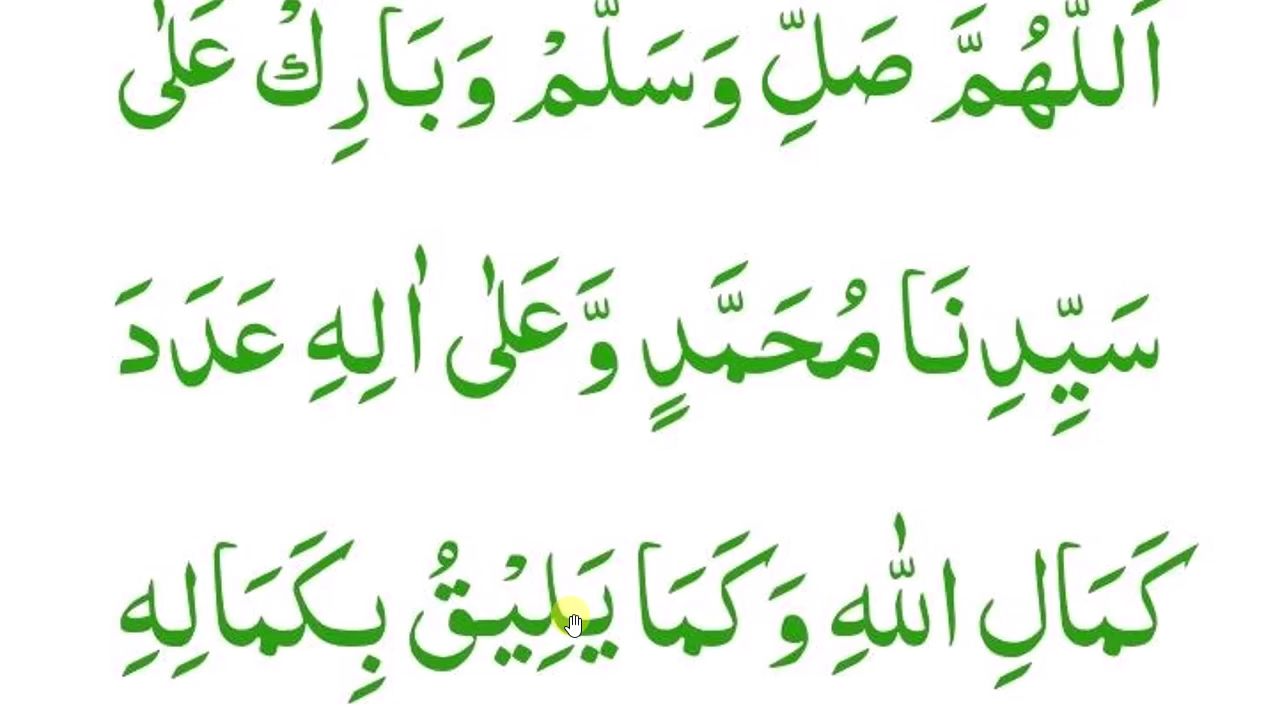 اَللّٰهُمَّ صَلِّ وَسَلِّمْ وَبَارِكْ عَلٰى
سَيِّدِنَا مُحَمَّدٍ وَّعَلٰى اٰلِهِ عَدَدَ
كَمَالِ اللّٰهِ وَكَمَا يَلِيْقُ بِكَمَالِهِ